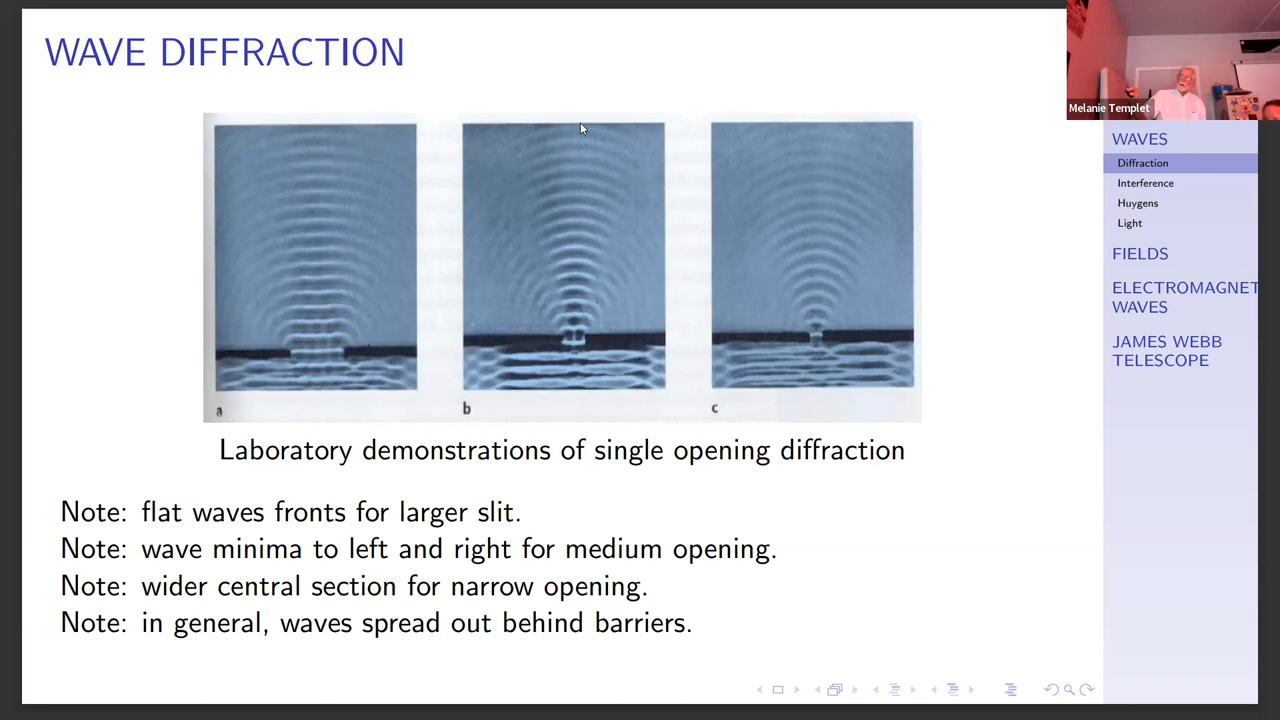 WAVE DIFFRACTION
Melanie Templet
a
b
c
Laboratory demonstrations of single opening diffraction
Note: flat waves fronts for larger slit.
Note: wave minima to left and right for medium opening.
Note: wider central section for narrow opening.
Note: in general, waves spread out behind barriers.
WAVES
Diffraction
Interference
Huygens
Light
FIELDS
ELECTROMAGNET
WAVES
JAMES WEBB
TELESCOPE